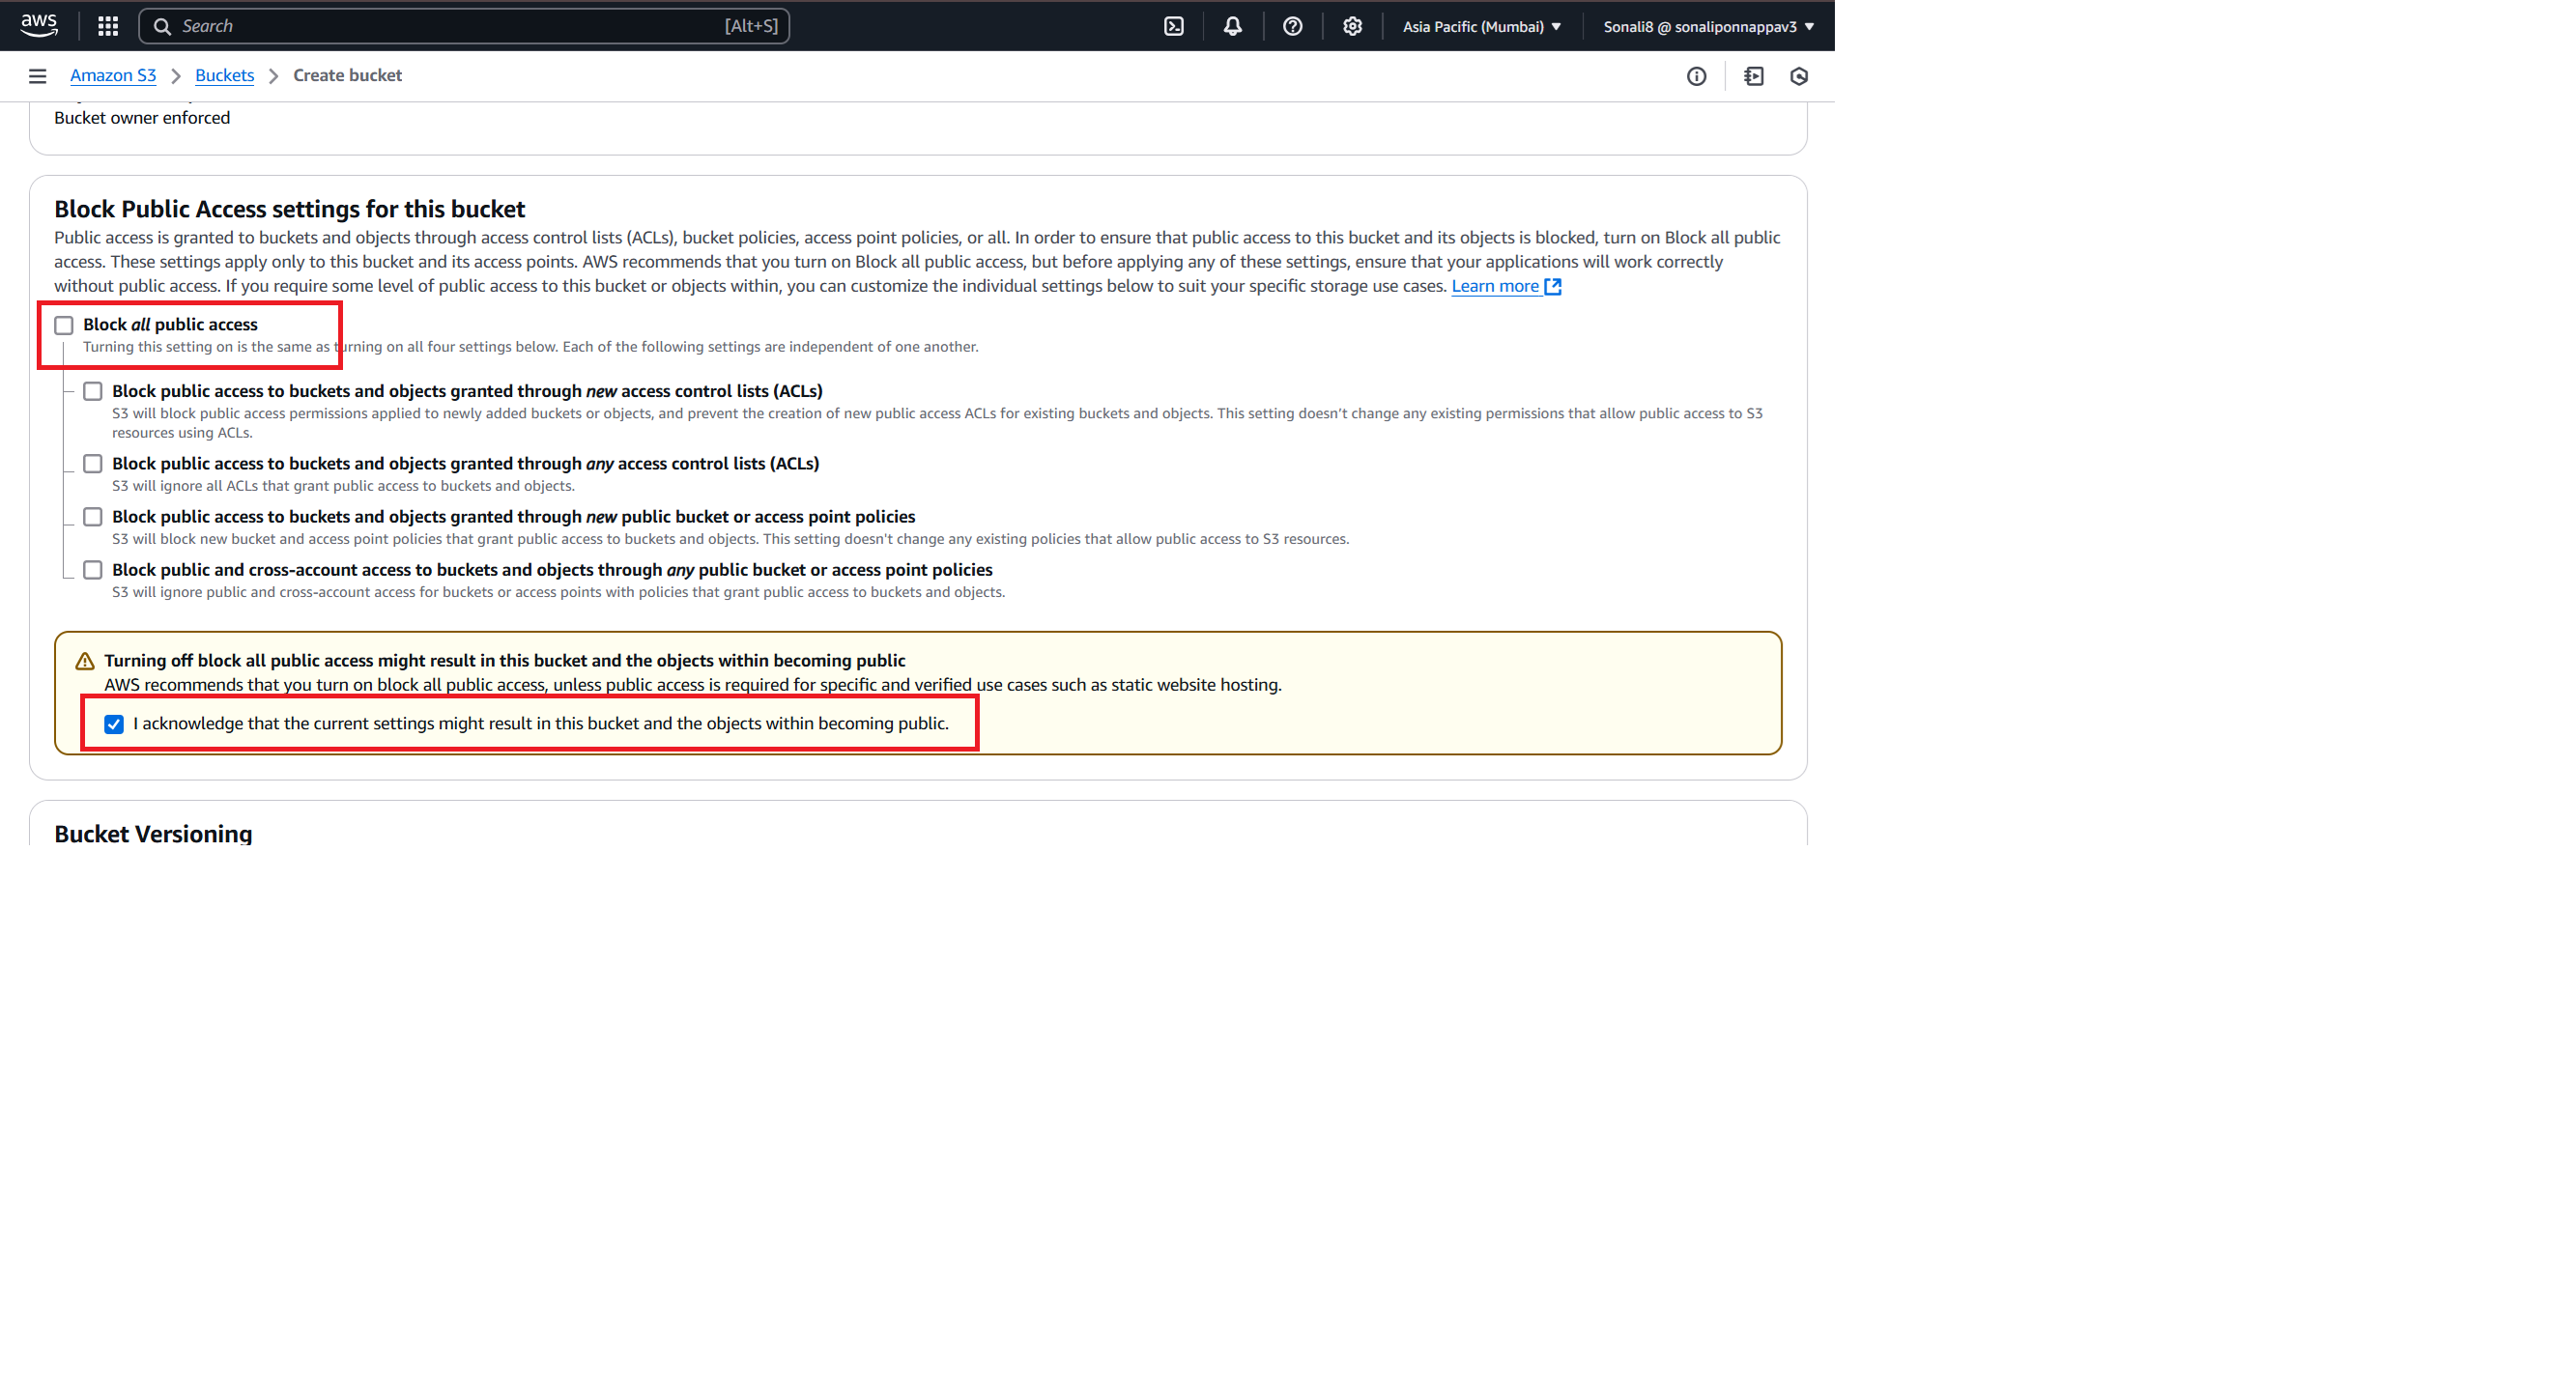 aws
Search [Alt+S]
Asia Pacific (Mumbai)
Sonali8 @ sonaliponnappav3
Amazon S3 > Buckets > Create bucket
Bucket owner enforced
Block Public Access settings for this bucket
Public access is granted to buckets and objects through access control lists (ACLs), bucket policies, access point policies, or all. In order to ensure that public access to this bucket and its objects is blocked, turn on Block all public
access. These settings apply only to this bucket and its access points. AWS recommends that you turn on Block all public access, but before applying any of these settings, ensure that your applications will work correctly
without public access. If you require some level of public access to this bucket or objects within, you can customize the individual settings below to suit your specific storage use cases. Learn more
Block all public access
Turning this setting on is the same as turning on all four settings below. Each of the following settings are independent of one another.
Block public access to buckets and objects granted through new access control lists (ACLs)
S3 will block public access permissions applied to newly added buckets or objects, and prevent the creation of new public access ACLs for existing buckets and objects. This setting doesn't change any existing permissions that allow public access to S3
resources using ACLs.
Block public access to buckets and objects granted through any access control lists (ACLs)
S3 will ignore all ACLs that grant public access to buckets and objects.
Block public access to buckets and objects granted through new public bucket or access point policies
S3 will block new bucket and access point policies that grant public access to buckets and objects. This setting doesn't change any existing policies that allow public access to S3 resources.
Block public and cross-account access to buckets and objects through any public bucket or access point policies
S3 will ignore public and cross-account access for buckets or access points with policies that grant public access to buckets and objects.
Turning off block all public access might result in this bucket and the objects within becoming public
AWS recommends that you turn on block all public access, unless public access is required for specific and verified use cases such as static website hosting.
I acknowledge that the current settings might result in this bucket and the objects within becoming public.
Bucket Versioning